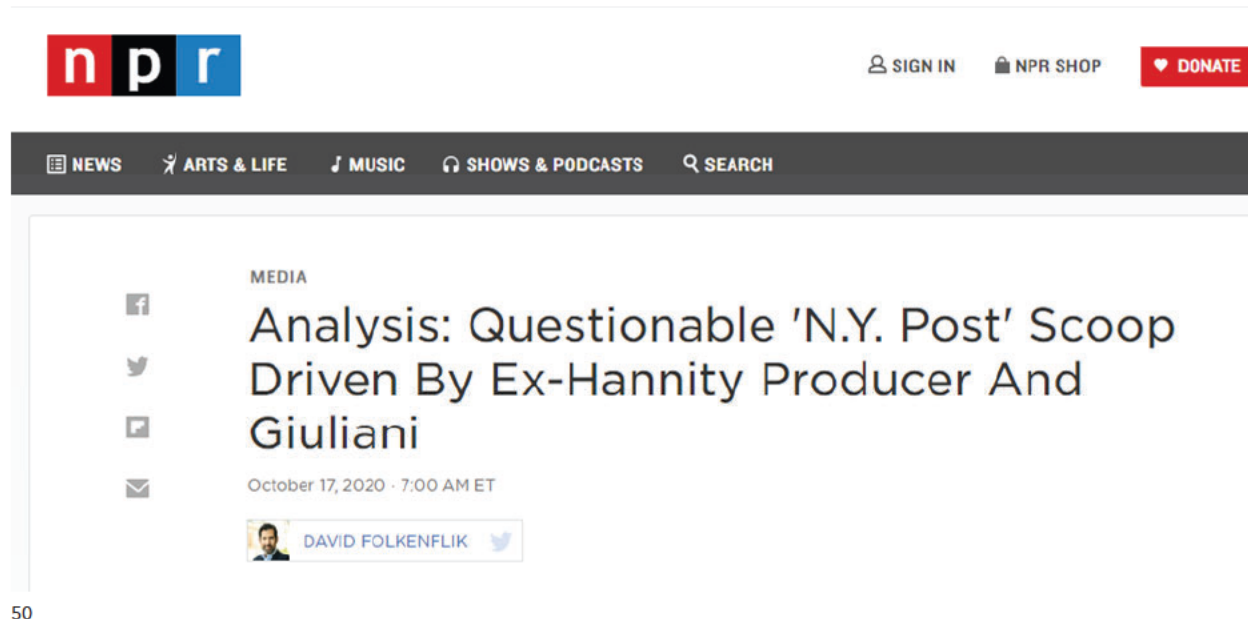 npr
SIGN IN NPR SHOP DONATE
NEWS ARTS & LIFE MUSIC SHOWS & PODCASTS SEARCH
MEDIA
Analysis: Questionable 'N.Y. Post' Scoop
Driven By Ex-Hannity Producer And
Giuliani
October 17, 2020 · 7:00 AM ET
DAVID FOLKENFLIK
50